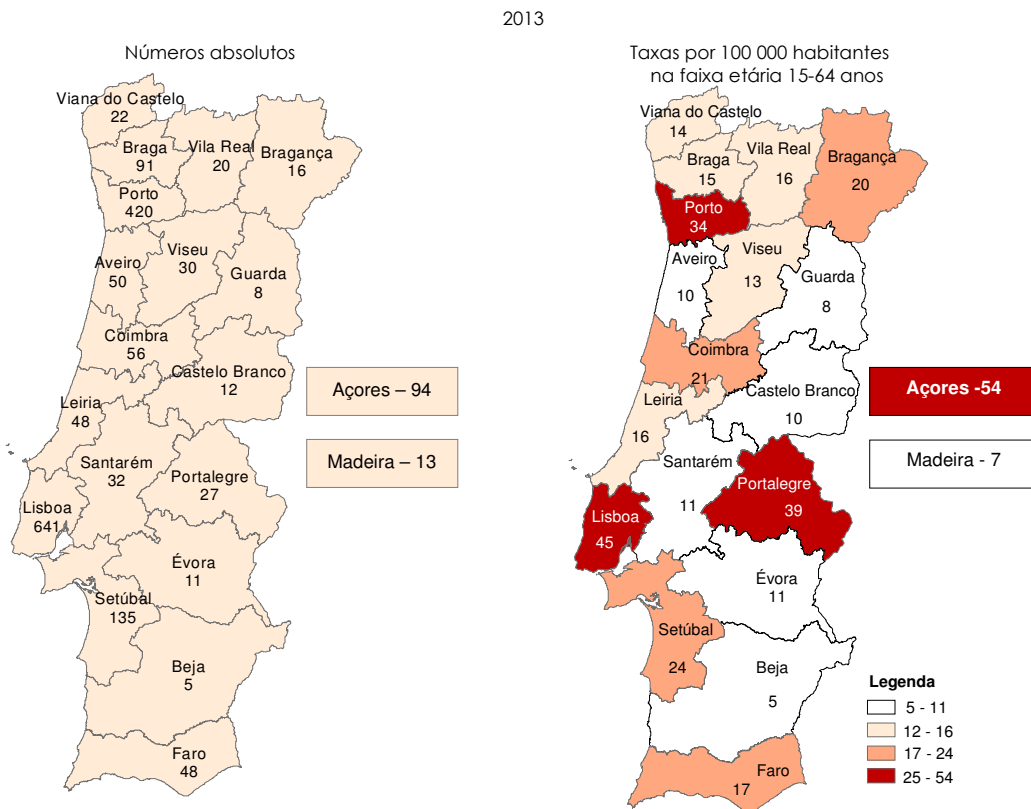 2013
Números absolutos
Viana do Castelo
22
Braga
91
Vila Real
20
Bragança
16
Porto
420
Aveiro
50
Viseu
30
Guarda
8
Coimbra
56
Castelo Branco
12
Leiria
48
Santarém
32
Portalegre
27
Lisboa
641
Évora
11
Setúbal
135
Beja
5
Faro
48
Açores – 94
Madeira – 13
Taxas por 100 000 habitantes
na faixa etária 15-64 anos
Viana do Castelo
14
Braga
15
Vila Real
16
Bragança
20
Porto
34
Aveiro
10
Viseu
13
Guarda
8
Coimbra
21
Castelo Branco
10
Leiria
16
Santarém
11
Portalegre
39
Lisboa
45
Évora
11
Setúbal
24
Beja
5
Faro
17
Açores -54
Madeira - 7
Legenda
5 - 11
12 - 16
17 - 24
25 - 54